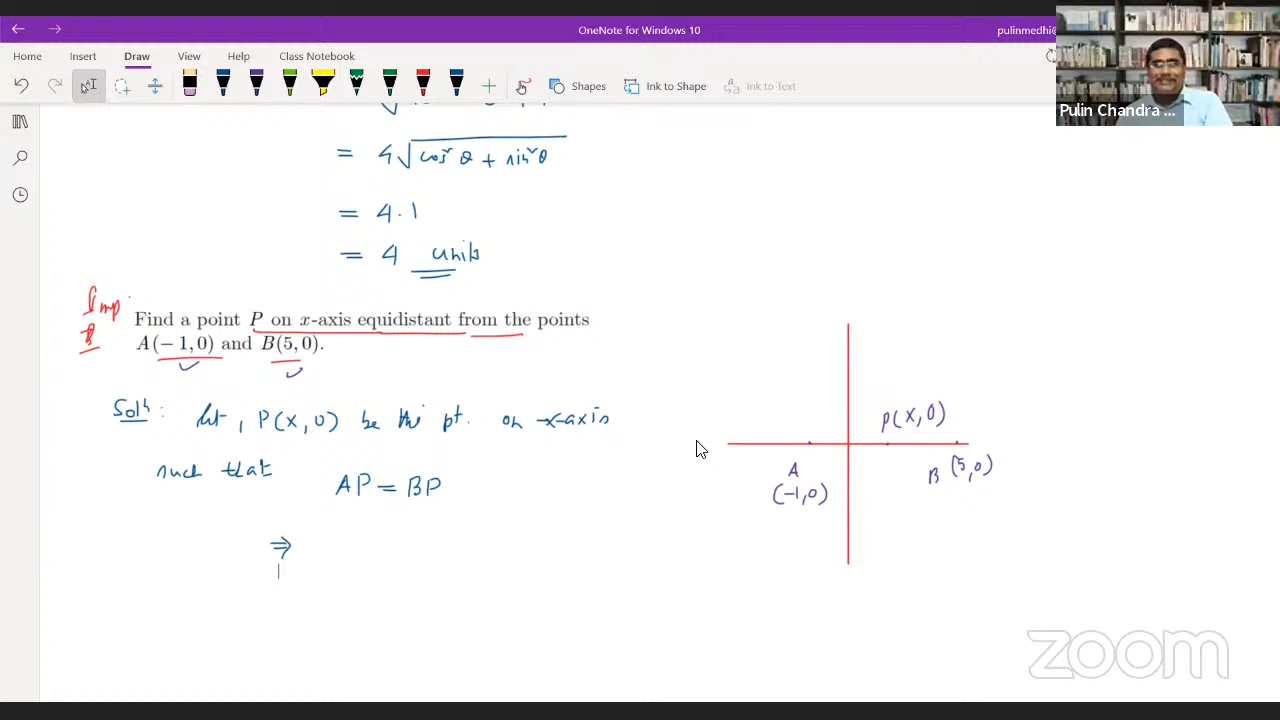 OneNote for Windows 10
pulinmedhi@
Home Insert Draw View Help Class Notebook
Shapes Ink to Shape Ink to Text
Pulin Chandra ...
= 4√cos²θ + sin²θ
= 4.1
= 4 units
Imp
Find a point P on x-axis equidistant from the points
A(−1,0) and B(5,0).
Soln: let, P(x,0) be the pt. on x-axis
such that
AP = BP
⇒
P(x,0)
A
(-1,0)
B (5,0)
zoom